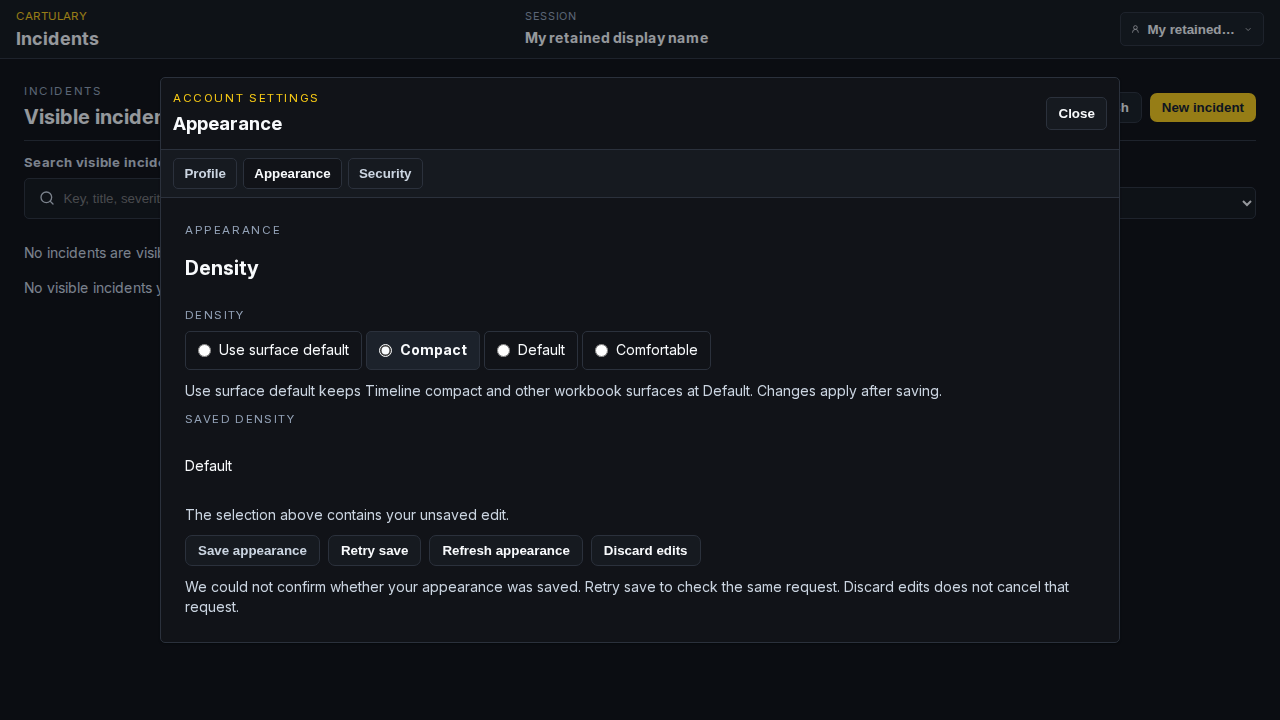 CARTULARY
Incidents
SESSION
My retained display name
My retained...
INCIDENTS
Visible inciden
New incident
Search visible incide
Key, title, severit
No incidents are visib
No visible incidents y
ACCOUNT SETTINGS
Appearance
Close
Profile
Appearance
Security
APPEARANCE
Density
DENSITY
Use surface default
Compact
Default
Comfortable
Use surface default keeps Timeline compact and other workbook surfaces at Default. Changes apply after saving.
SAVED DENSITY
Default
The selection above contains your unsaved edit.
Save appearance
Retry save
Refresh appearance
Discard edits
We could not confirm whether your appearance was saved. Retry save to check the same request. Discard edits does not cancel that
request.